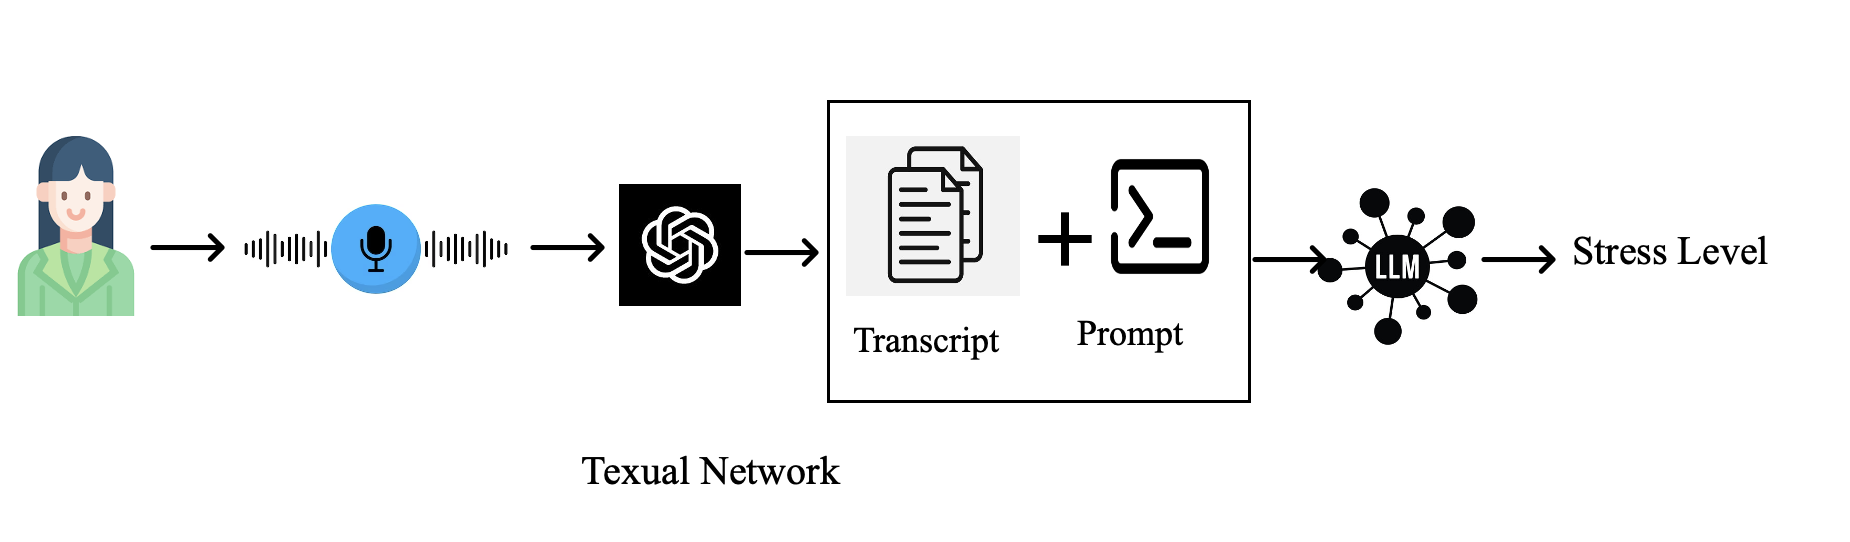 LLM
Stress Level
Transcript
Prompt
Texual Network